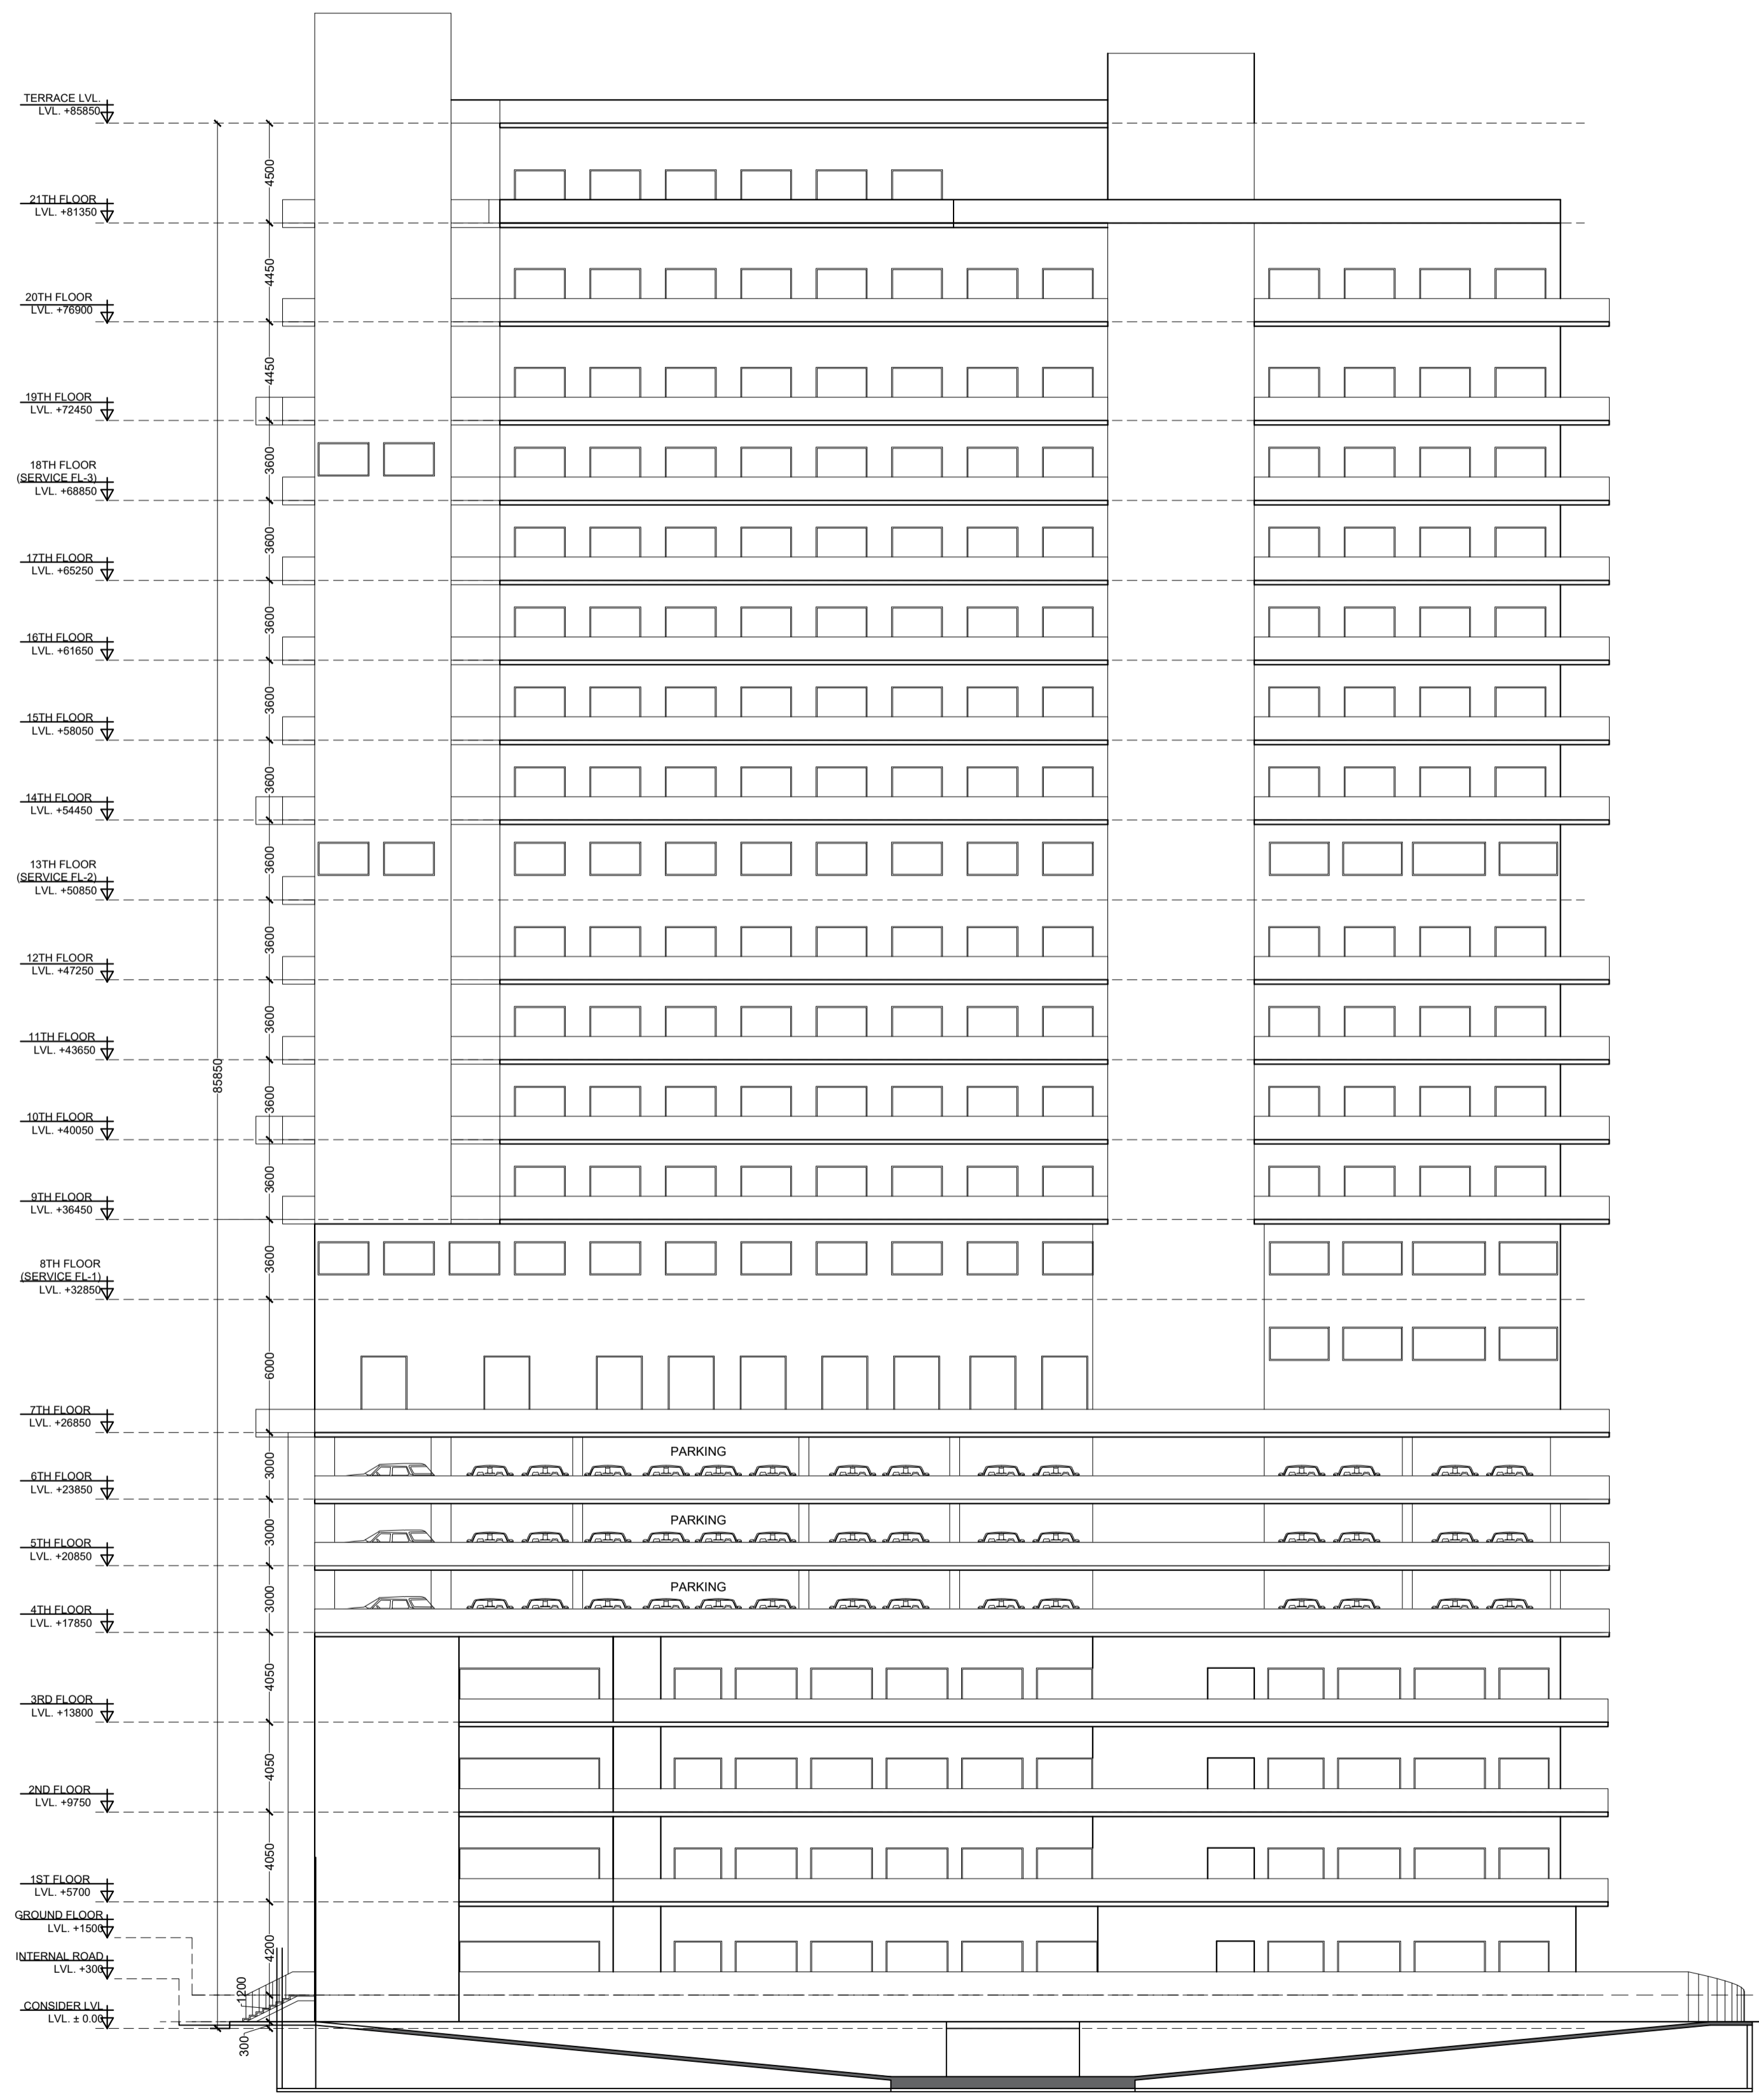 TERRACE LVL.
LVL. +85850
4500
21TH FLOOR
LVL. +81350
4450
20TH FLOOR
LVL. +76900
4450
19TH FLOOR
LVL. +72450
3600
18TH FLOOR
(SERVICE FL-3)
LVL. +68850
3600
17TH FLOOR
LVL. +65250
3600
16TH FLOOR
LVL. +61650
3600
15TH FLOOR
LVL. +58050
3600
14TH FLOOR
LVL. +54450
3600
13TH FLOOR
(SERVICE FL-2)
LVL. +50850
3600
12TH FLOOR
LVL. +47250
3600
11TH FLOOR
LVL. +43650
85850
3600
10TH FLOOR
LVL. +40050
3600
9TH FLOOR
LVL. +36450
3600
8TH FLOOR
(SERVICE FL-1)
LVL. +32850
6000
7TH FLOOR
LVL. +26850
PARKING
3000
6TH FLOOR
LVL. +23850
PARKING
3000
5TH FLOOR
LVL. +20850
PARKING
3000
4TH FLOOR
LVL. +17850
4050
3RD FLOOR
LVL. +13800
4050
2ND FLOOR
LVL. +9750
4050
1ST FLOOR
LVL. +5700
GROUND FLOOR
LVL. +1500
4200
INTERNAL ROAD
LVL. +300
1200
CONSIDER LVL
LVL. ± 0.00
300